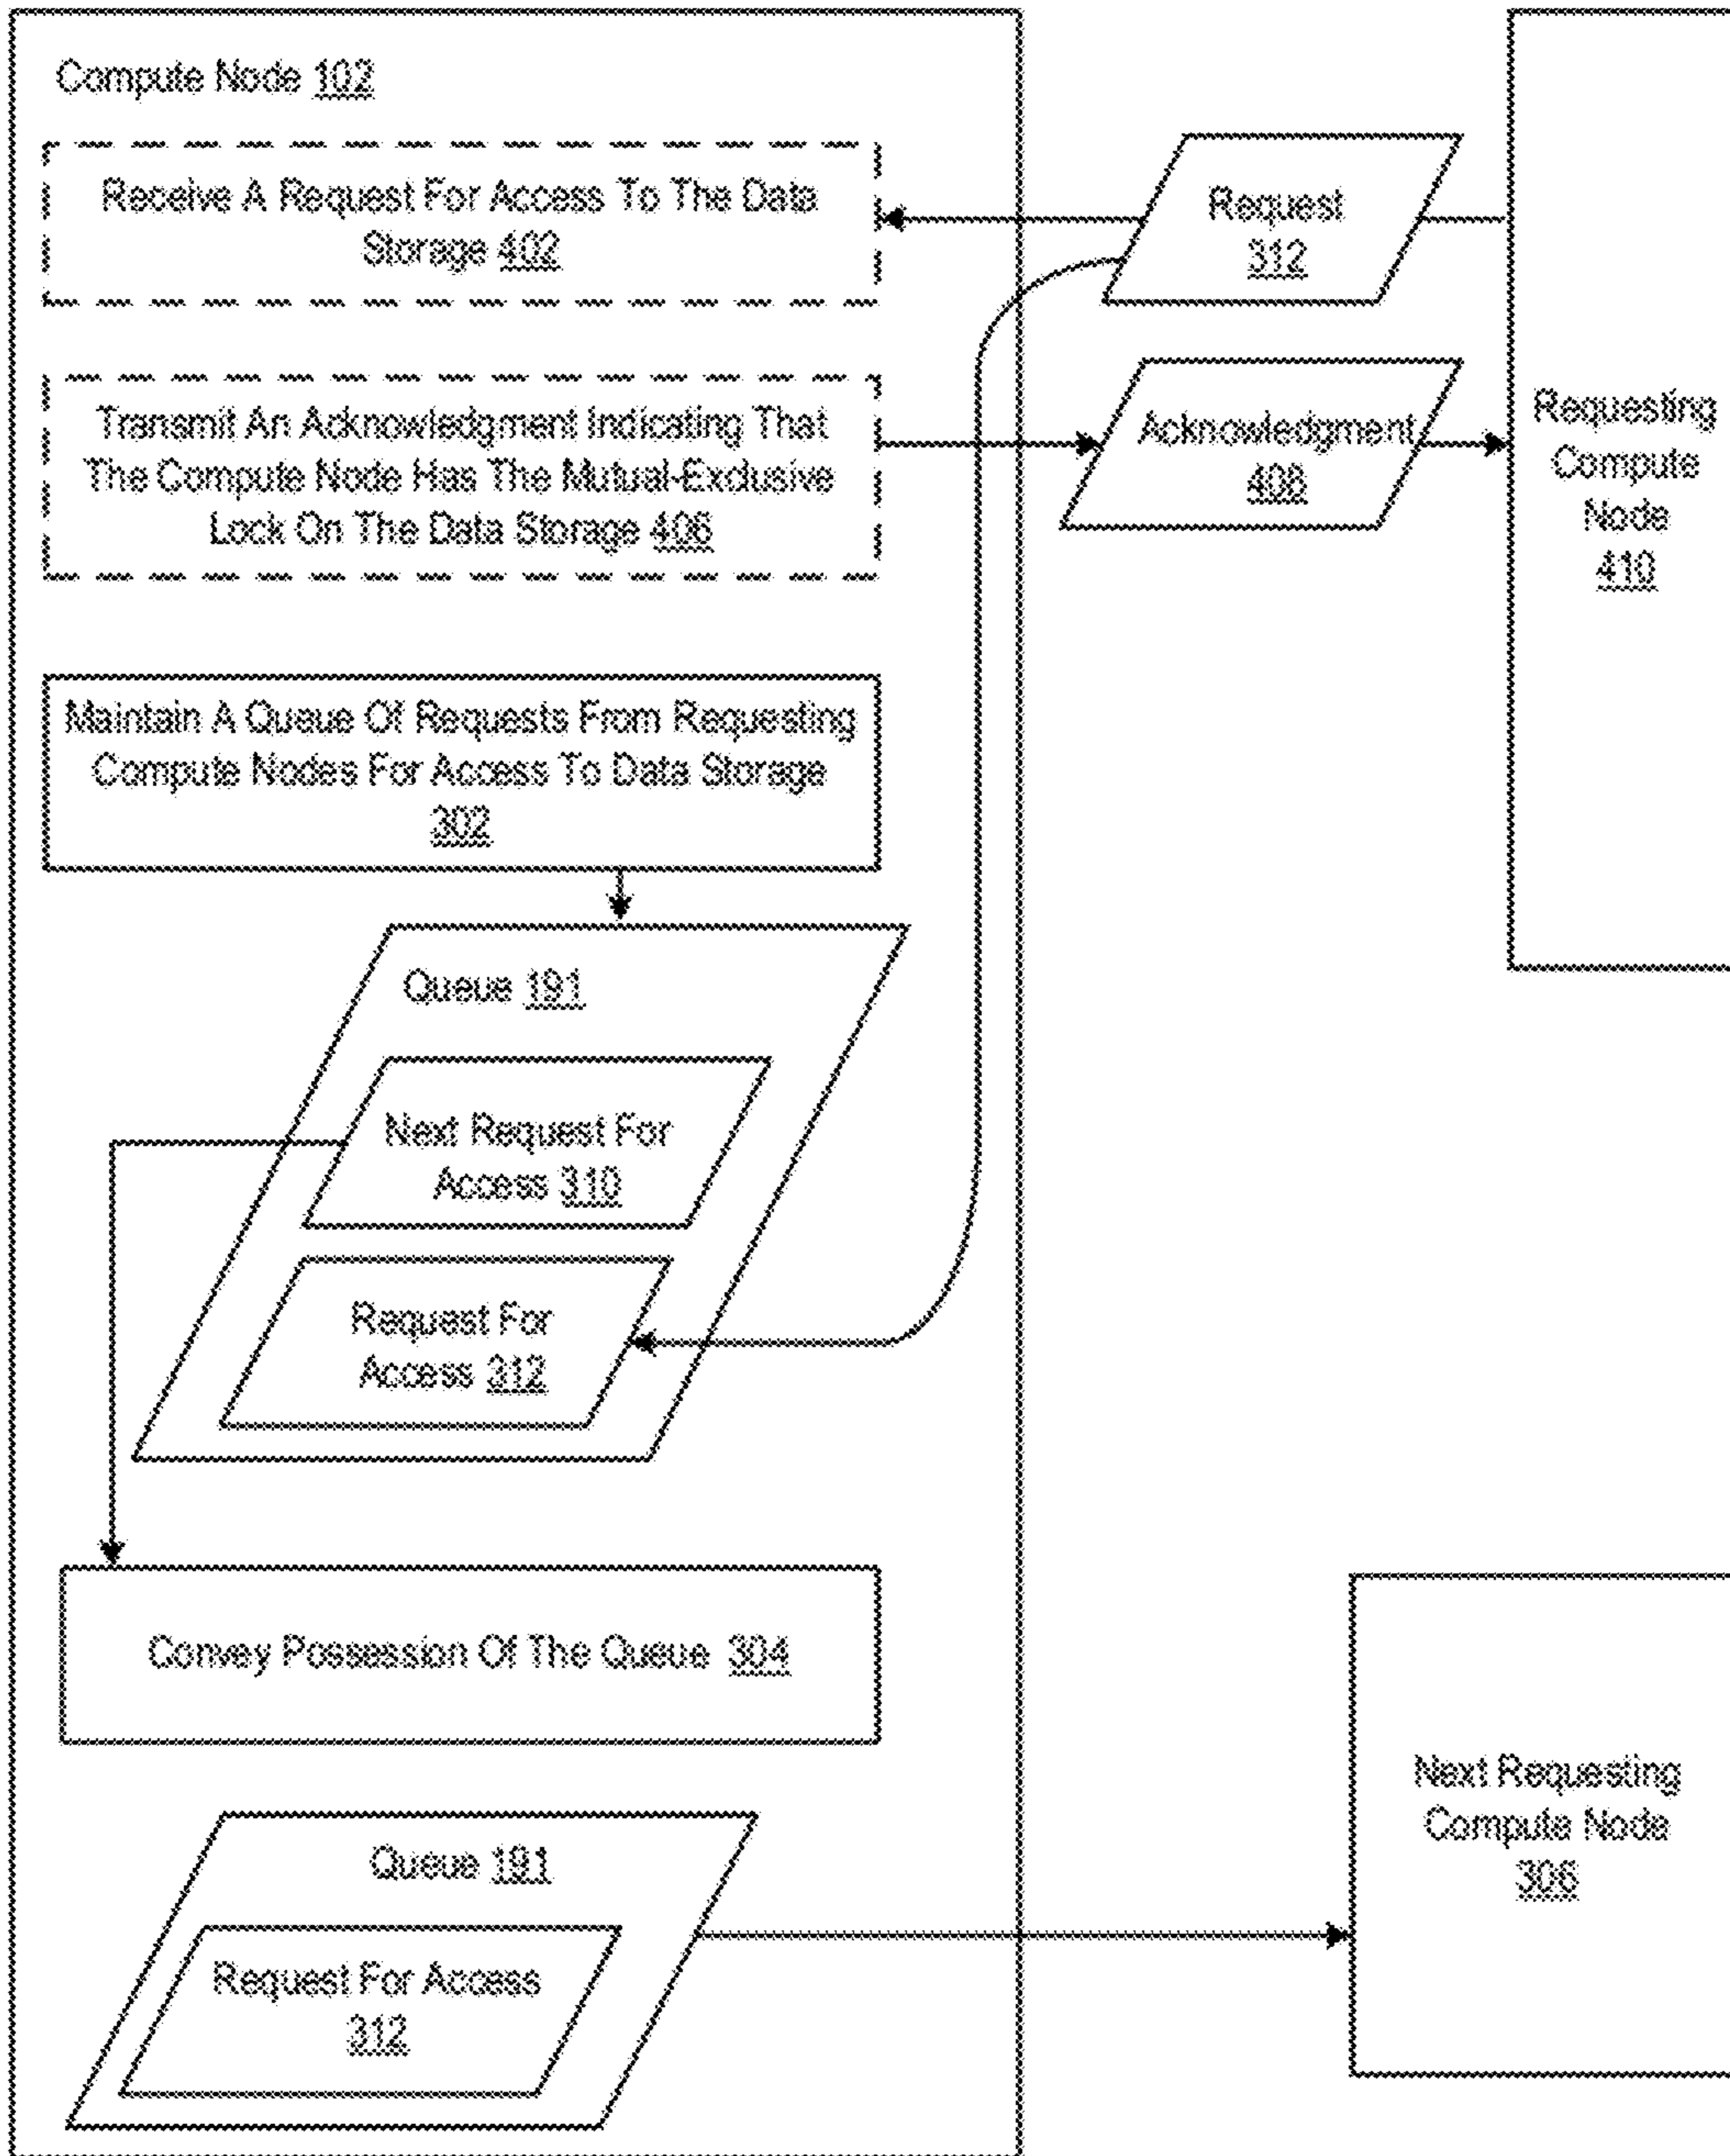 Compute Node 102
Receive A Request For Access To The Data
Storage 402
Request
312
Transmit An Acknowledgment Indicating That
The Compute Node Has The Mutual-Exclusive
Lock On The Data Storage 406
Acknowledgment
408
Requesting
Compute
Node
410
Maintain A Queue Of Requests From Requesting
Compute Nodes For Access To Data Storage
302
Queue 191
Next Request For
Access 310
Request For
Access 312
Convey Possession Of The Queue 304
Next Requesting
Compute Node
306
Queue 191
Request For Access
312